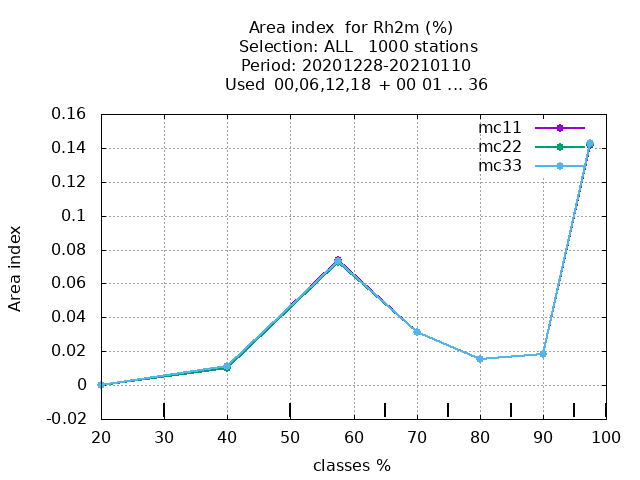 Area index  for Rh2m (%)
Selection: ALL   1000 stations
Period: 20201228-20210110
Used  00,06,12,18  + 00 01 ... 36
mc11
mc22
mc33
0.16
0.14
0.12
0.1
0.08
0.06
0.04
0.02
0
-0.02
Area index
20 30 40 50 60 70 80 90 100
classes %